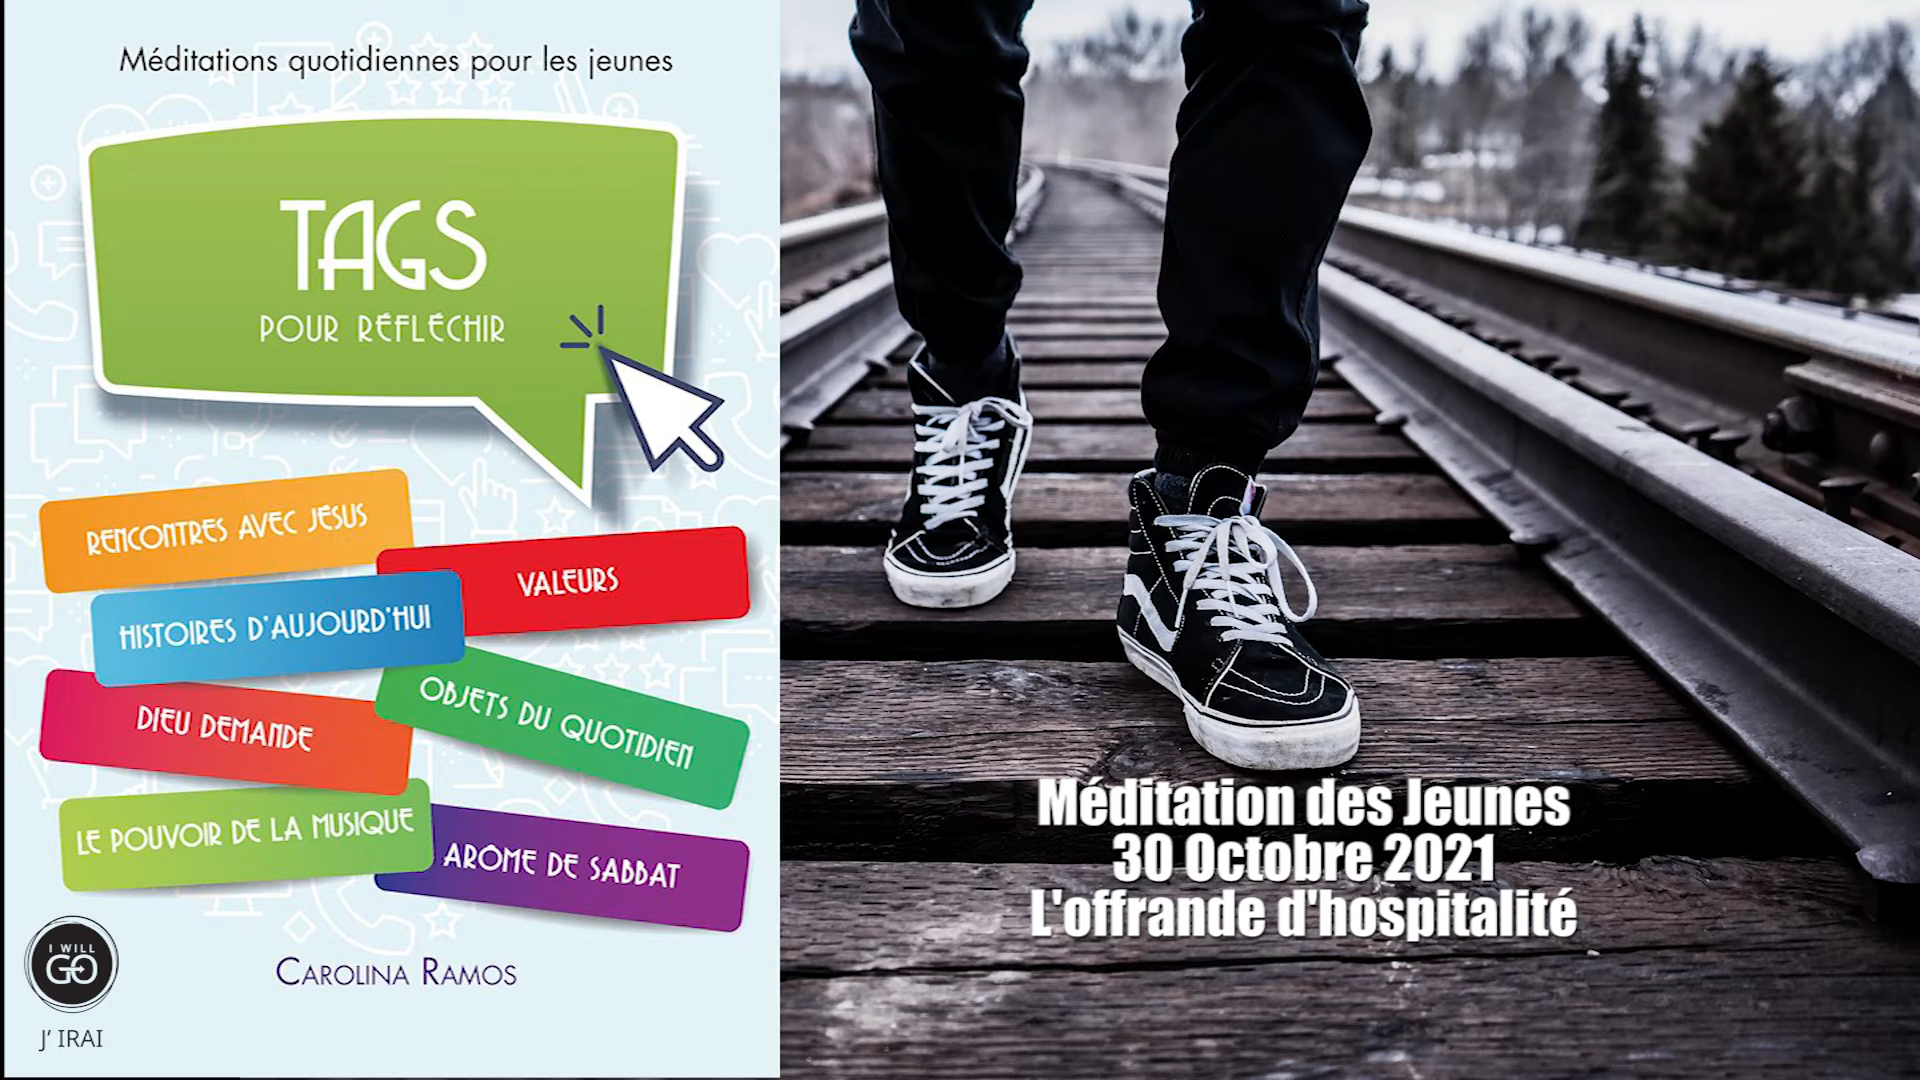 Méditations quotidiennes pour les jeunes
TAGS
POUR RÉFLÉCHIR
RENCONTRES AVEC JÉSUS
VALEURS
HISTOIRES D'AUJOURD'HUI
OBJETS DU QUOTIDIEN
DIEU DEMANDE
LE POUVOIR DE LA MUSIQUE
ARÔME DE SABBAT
I WILL
GO
J' IRAI
CAROLINA RAMOS
Méditation des Jeunes
30 Octobre 2021
L'offrande d'hospitalité